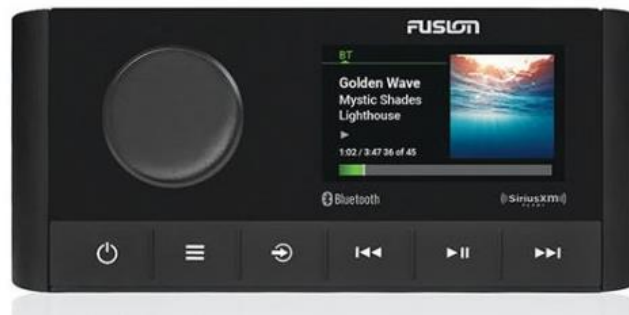 FUSION
BT
Golden Wave
Mystic Shades
Lighthouse
1:02 / 3:47 36 of 45
Bluetooth
SiriusXM